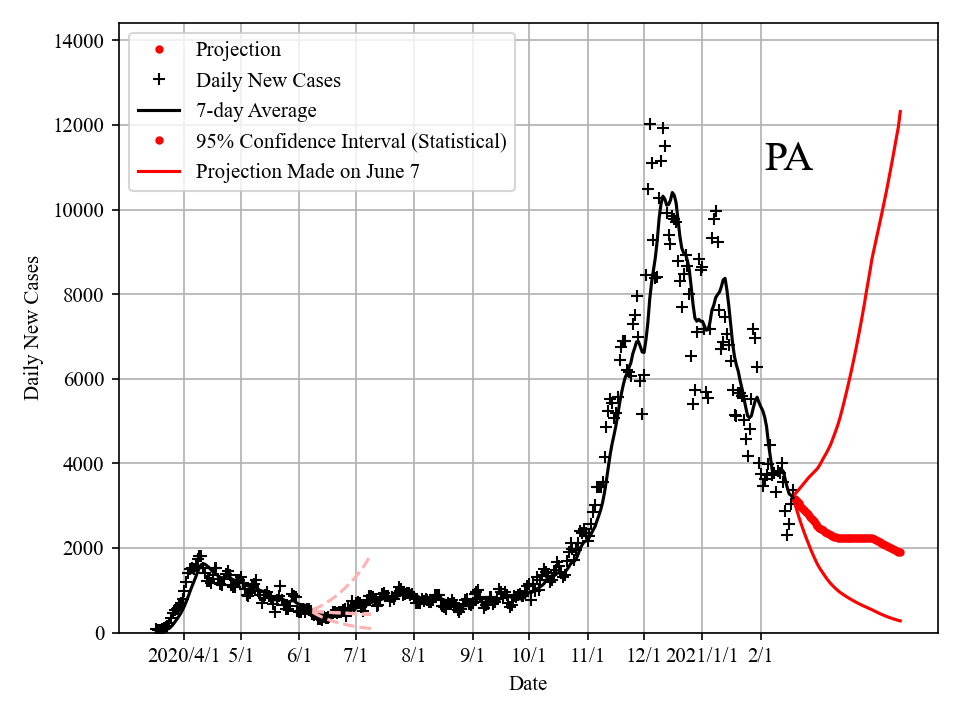 14000
12000
10000
8000
6000
4000
2000
0
Daily New Cases
Projection
Daily New Cases
7-day Average
95% Confidence Interval (Statistical)
Projection Made on June 7
PA
2020/4/1 5/1 6/1 7/1 8/1 9/1 10/1 11/1 12/1 2021/1/1 2/1
Date